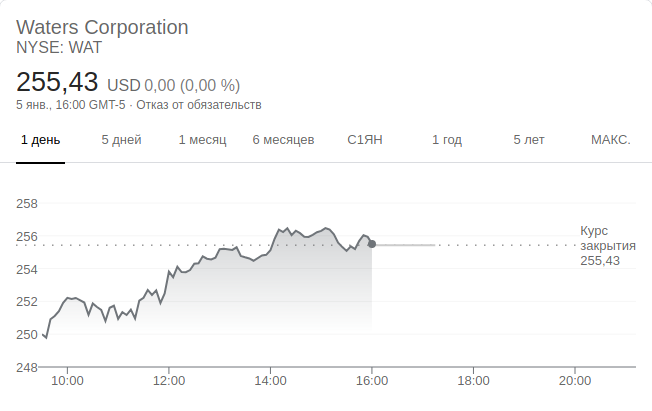 Waters Corporation
NYSE: WAT
255,43 USD 0,00 (0,00 %)
5 янв., 16:00 GMT-5 · Отказ от обязательств
1 день 5 дней 1 месяц 6 месяцев С1ЯН 1 год 5 лет МАКС.
258
256
254
252
250
248
Курс
закрытия
255,43
10:00 12:00 14:00 16:00 18:00 20:00